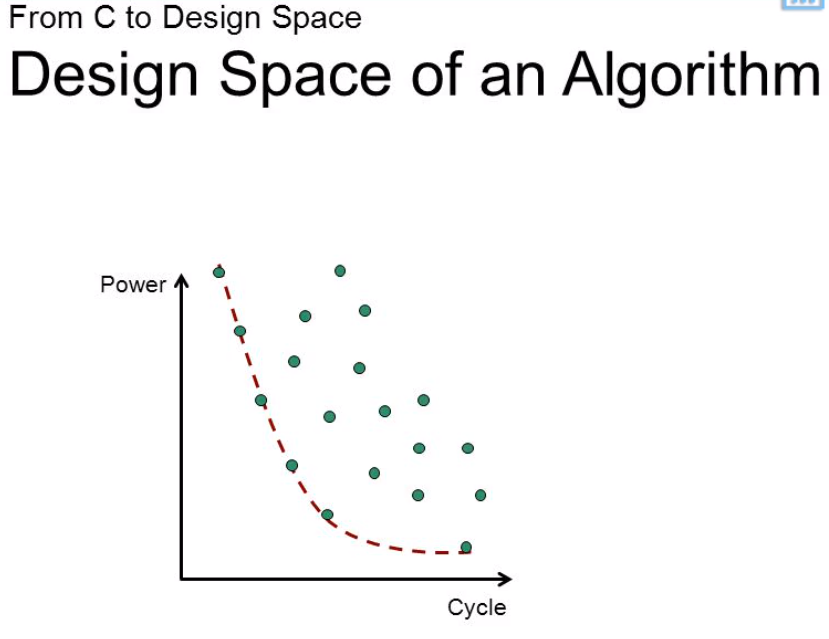 From C to Design Space
Design Space of an Algorithm
Power
Cycle